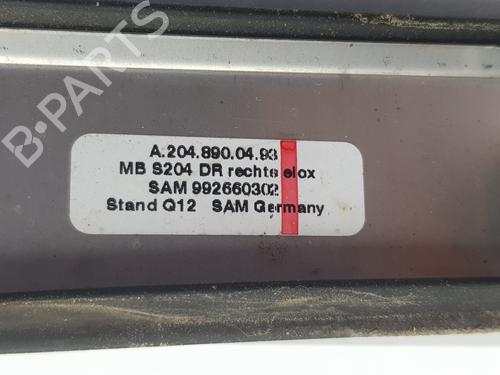 B-PARTS
A.204.890.04.93
MB S204 DR rechts elox
SAM 992660302
Stand Q12 SAM Germany